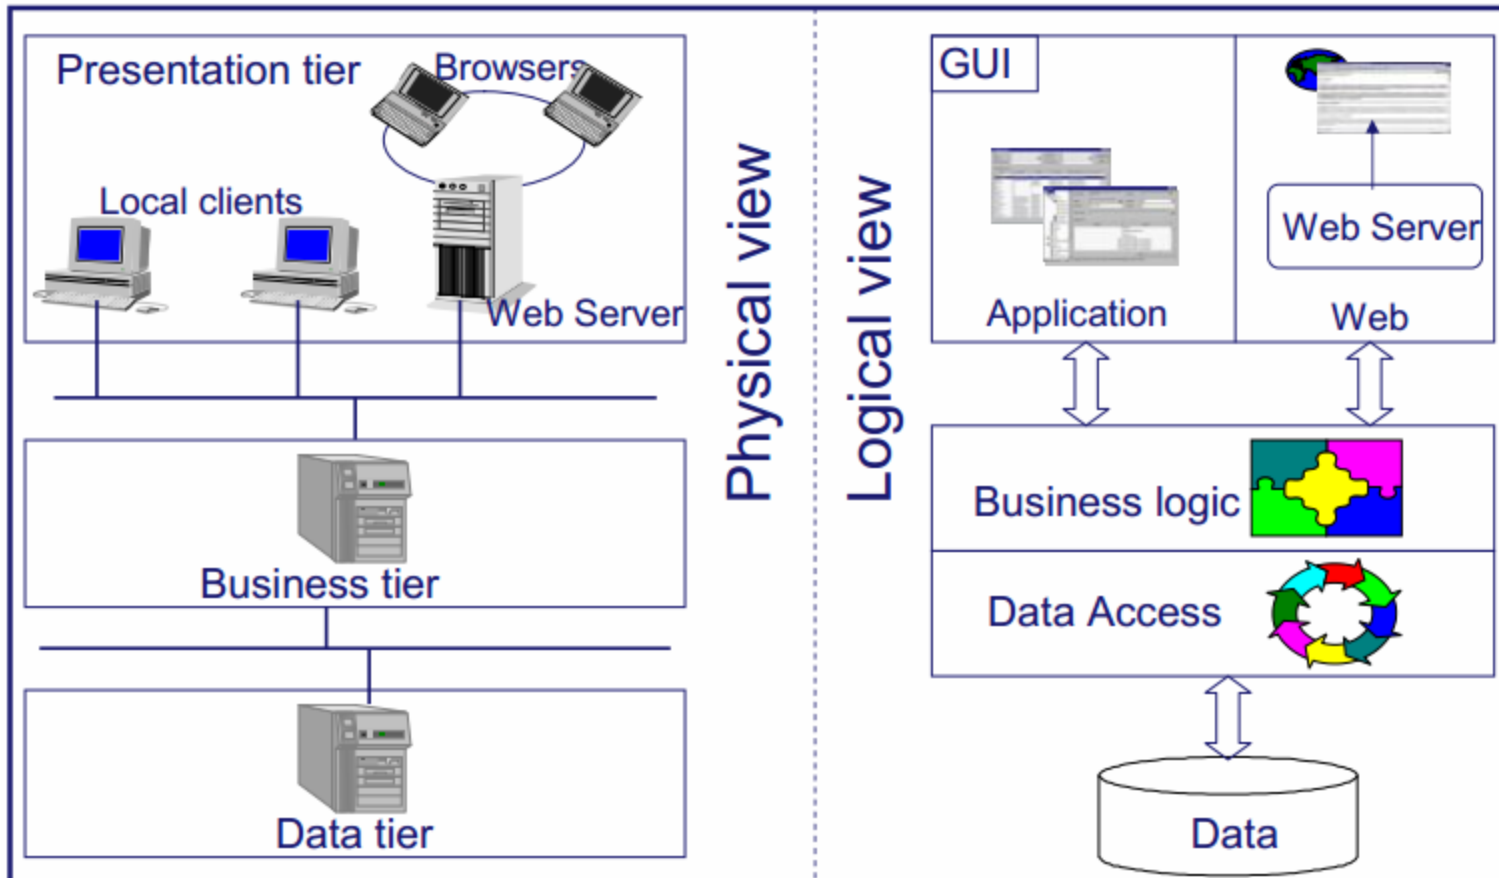 Presentation tier
Browsers
Local clients
Web Server
Business tier
Data tier
Physical view
Logical view
GUI
Application
Web Server
Web
Business logic
Data Access
Data